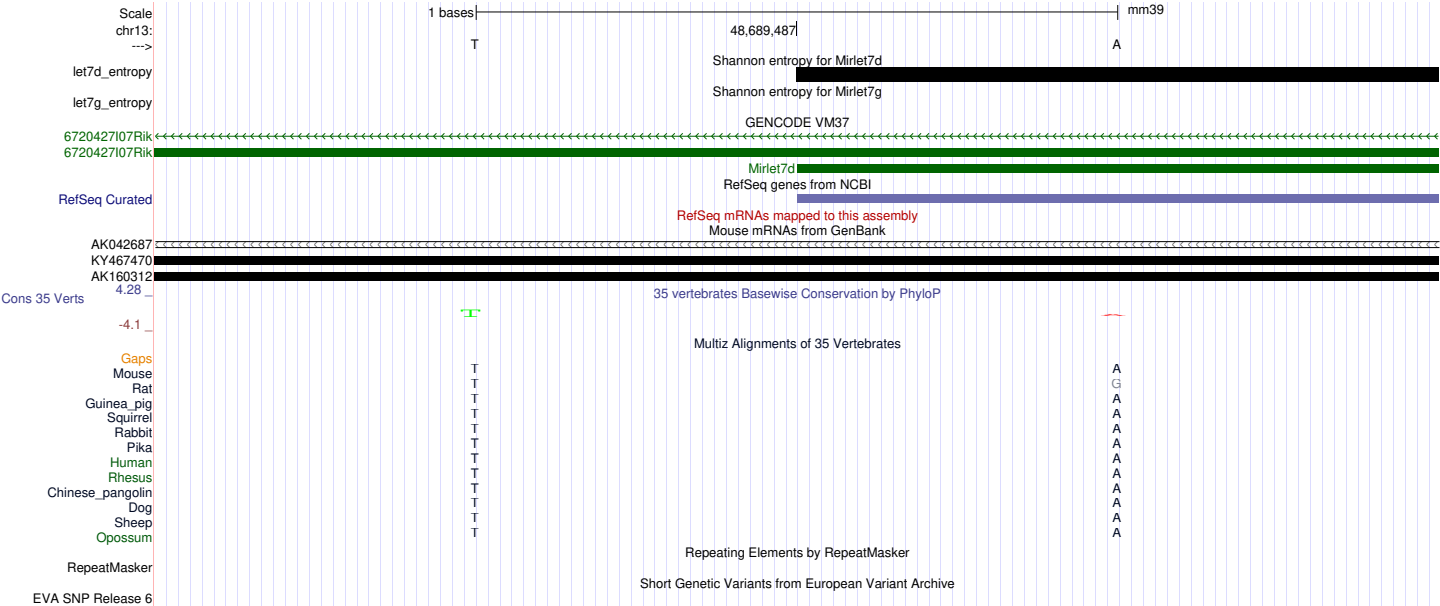 Scale 1 bases mm39
chr13: 48,689,487
---> T A
Shannon entropy for Mirlet7d
let7d_entropy
Shannon entropy for Mirlet7g
let7g_entropy
GENCODE VM37
6720427I07Rik
6720427I07Rik
Mirlet7d
RefSeq genes from NCBI
RefSeq Curated
RefSeq mRNAs mapped to this assembly
Mouse mRNAs from GenBank
AK042687
KY467470
AK160312
4.28 _
35 vertebrates Basewise Conservation by PhyloP
Cons 35 Verts
T
-4.1 _
Multiz Alignments of 35 Vertebrates
Gaps
Mouse T A
Rat T G
Guinea_pig T A
Squirrel T A
Rabbit T A
Pika T A
Human T A
Rhesus T A
Chinese_pangolin T A
Dog T A
Sheep T A
Opossum T A
Repeating Elements by RepeatMasker
RepeatMasker
Short Genetic Variants from European Variant Archive
EVA SNP Release 6